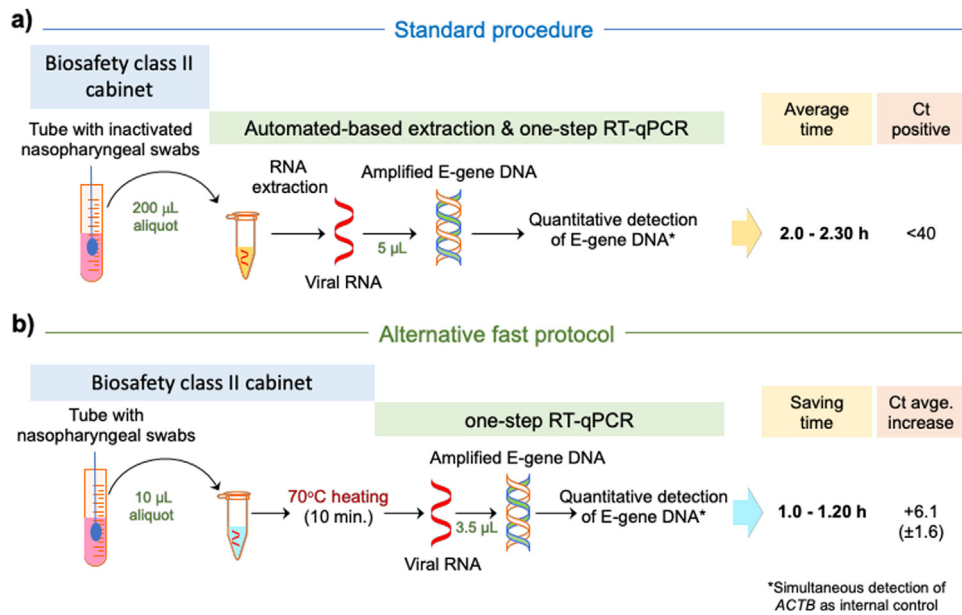 a)
Standard procedure
Biosafety class II
cabinet
Tube with inactivated
nasopharyngeal swabs
Automated-based extraction & one-step RT-qPCR
Average
time
Ct
positive
200 µL
aliquot
RNA
extraction
Viral RNA
5 µL
Amplified E-gene DNA
Quantitative detection
of E-gene DNA*
2.0 - 2.30 h
<40
b)
Alternative fast protocol
Biosafety class II cabinet
Tube with
nasopharyngeal swabs
one-step RT-qPCR
Saving
time
Ct avge.
increase
10 µL
aliquot
70ºC heating
(10 min.)
Viral RNA
3.5 µL
Amplified E-gene DNA
Quantitative detection
of E-gene DNA*
1.0 - 1.20 h
+6.1
(±1.6)
*Simultaneous detection of
ACTB as internal control